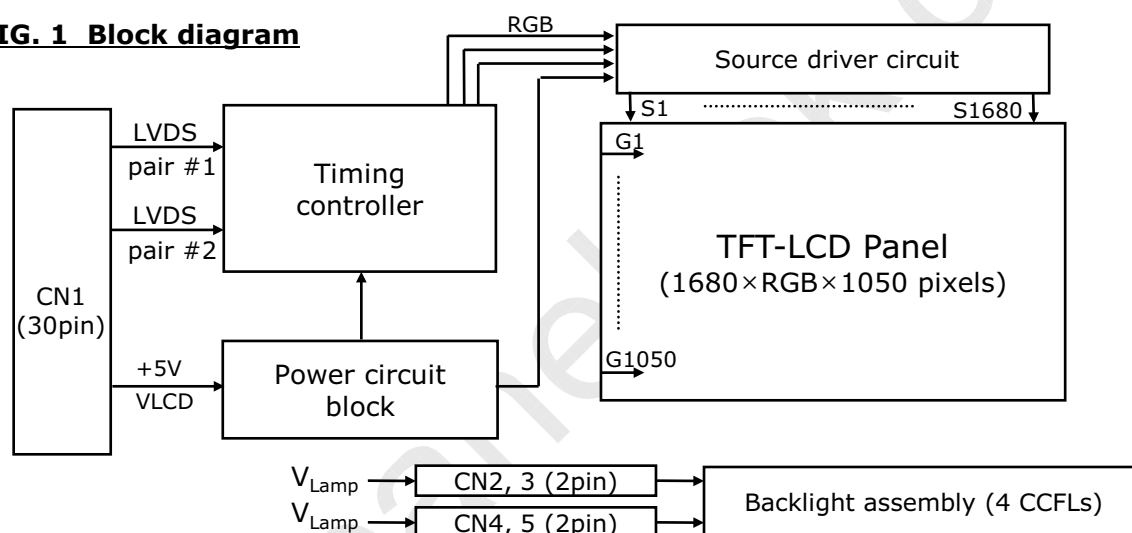 IG. 1 Block diagram
RGB
Source driver circuit
S1
S1680
LVDS
pair #1
LVDS
pair #2
Timing
controller
G1
TFT-LCD Panel
(1680×RGB×1050 pixels)
G1050
CN1
(30pin)
+5V
VLCD
Power circuit
block
VLamp
CN2, 3 (2pin)
VLamp
CN4, 5 (2pin)
Backlight assembly (4 CCFLs)